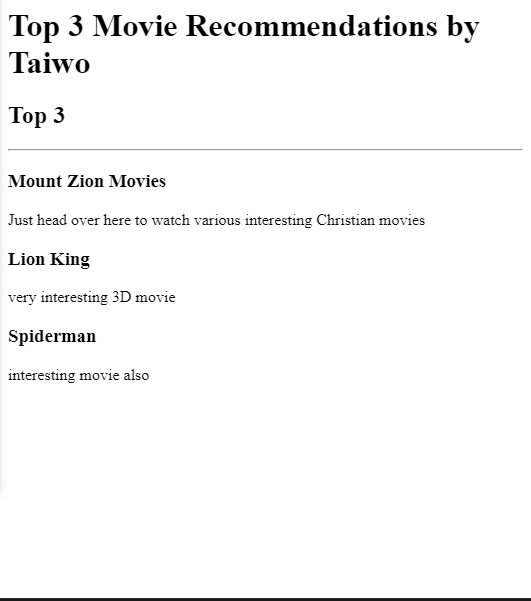 Top 3 Movie Recommendations by
Taiwo
Top 3
Mount Zion Movies
Just head over here to watch various interesting Christian movies
Lion King
very interesting 3D movie
Spiderman
interesting movie also